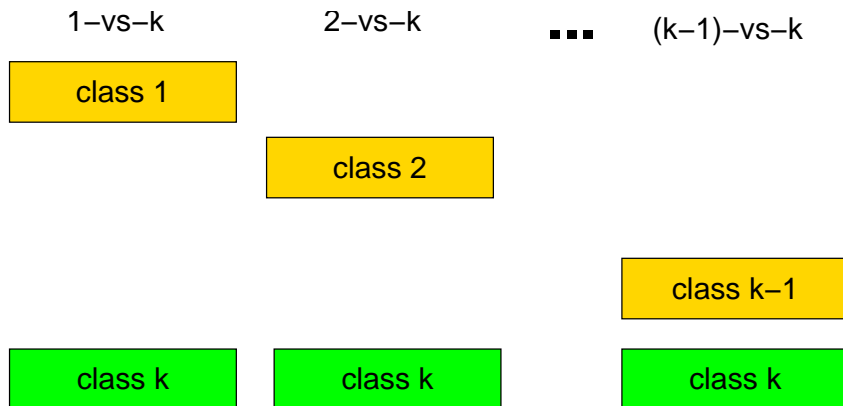 1−vs−k 2−vs−k (k−1)−vs−k
class 1
class 2
class k−1
class k class k class k